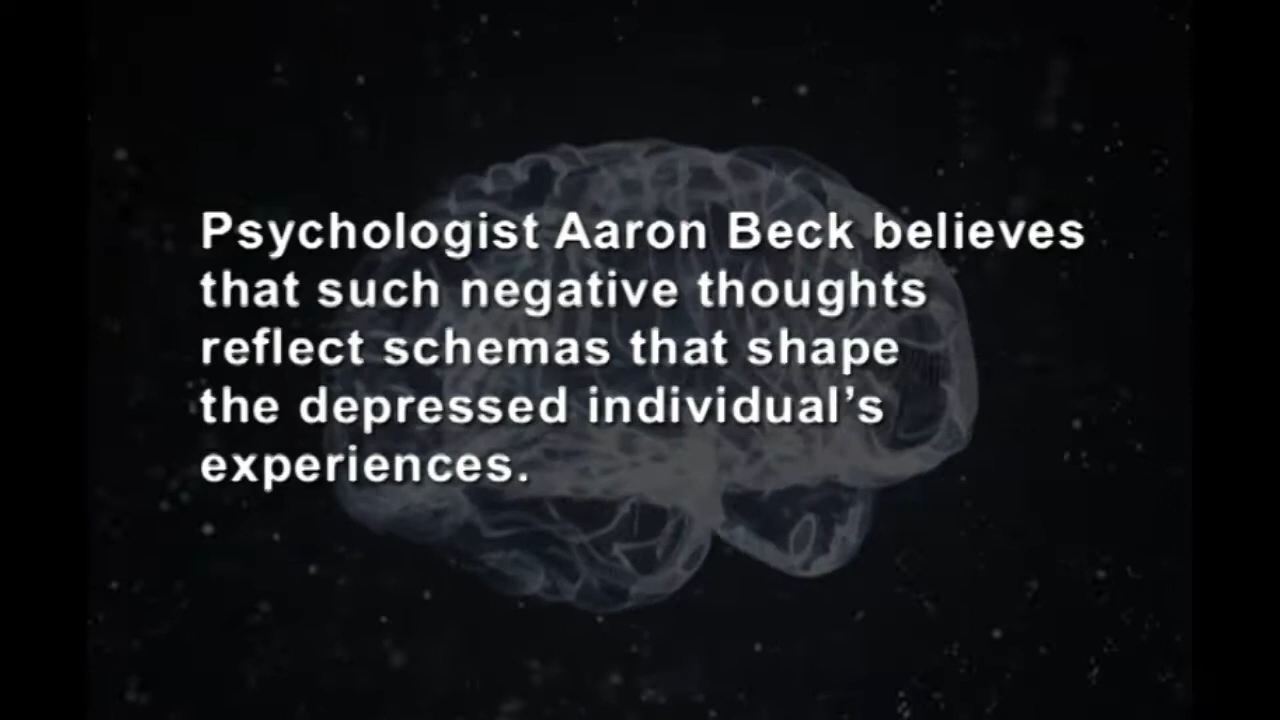 Psychologist Aaron Beck believes
that such negative thoughts
reflect schemas that shape
the depressed individual’s
experiences.